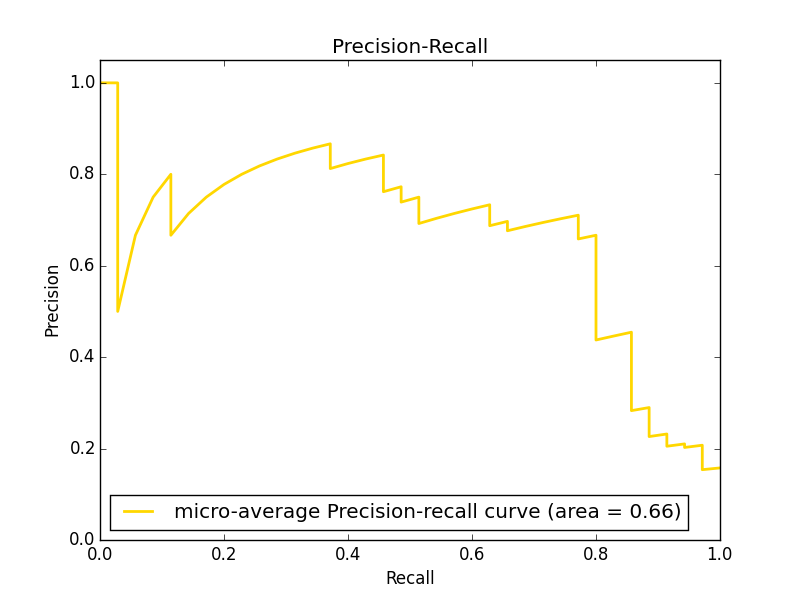 Precision-Recall
1.0
0.8
0.6
0.4
0.2
0.0
Precision
micro-average Precision-recall curve (area = 0.66)
0.0 0.2 0.4 0.6 0.8 1.0
Recall